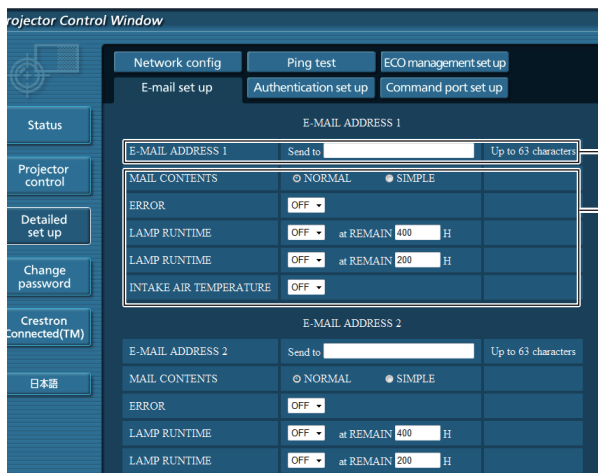 rojector Control Window
Network config Ping test ECO management set up
E-mail set up Authentication set up Command port set up
Status
Projector control
Detailed set up
Change password
Crestron Connected(TM)
日本語
E-MAIL ADDRESS 1
E-MAIL ADDRESS 1 Send to Up to 63 characters
MAIL CONTENTS NORMAL SIMPLE
ERROR OFF
LAMP RUNTIME OFF at REMAIN 400 H
LAMP RUNTIME OFF at REMAIN 200 H
INTAKE AIR TEMPERATURE OFF
E-MAIL ADDRESS 2
E-MAIL ADDRESS 2 Send to Up to 63 characters
MAIL CONTENTS NORMAL SIMPLE
ERROR OFF
LAMP RUNTIME OFF at REMAIN 400 H
LAMP RUNTIME OFF at REMAIN 200 H